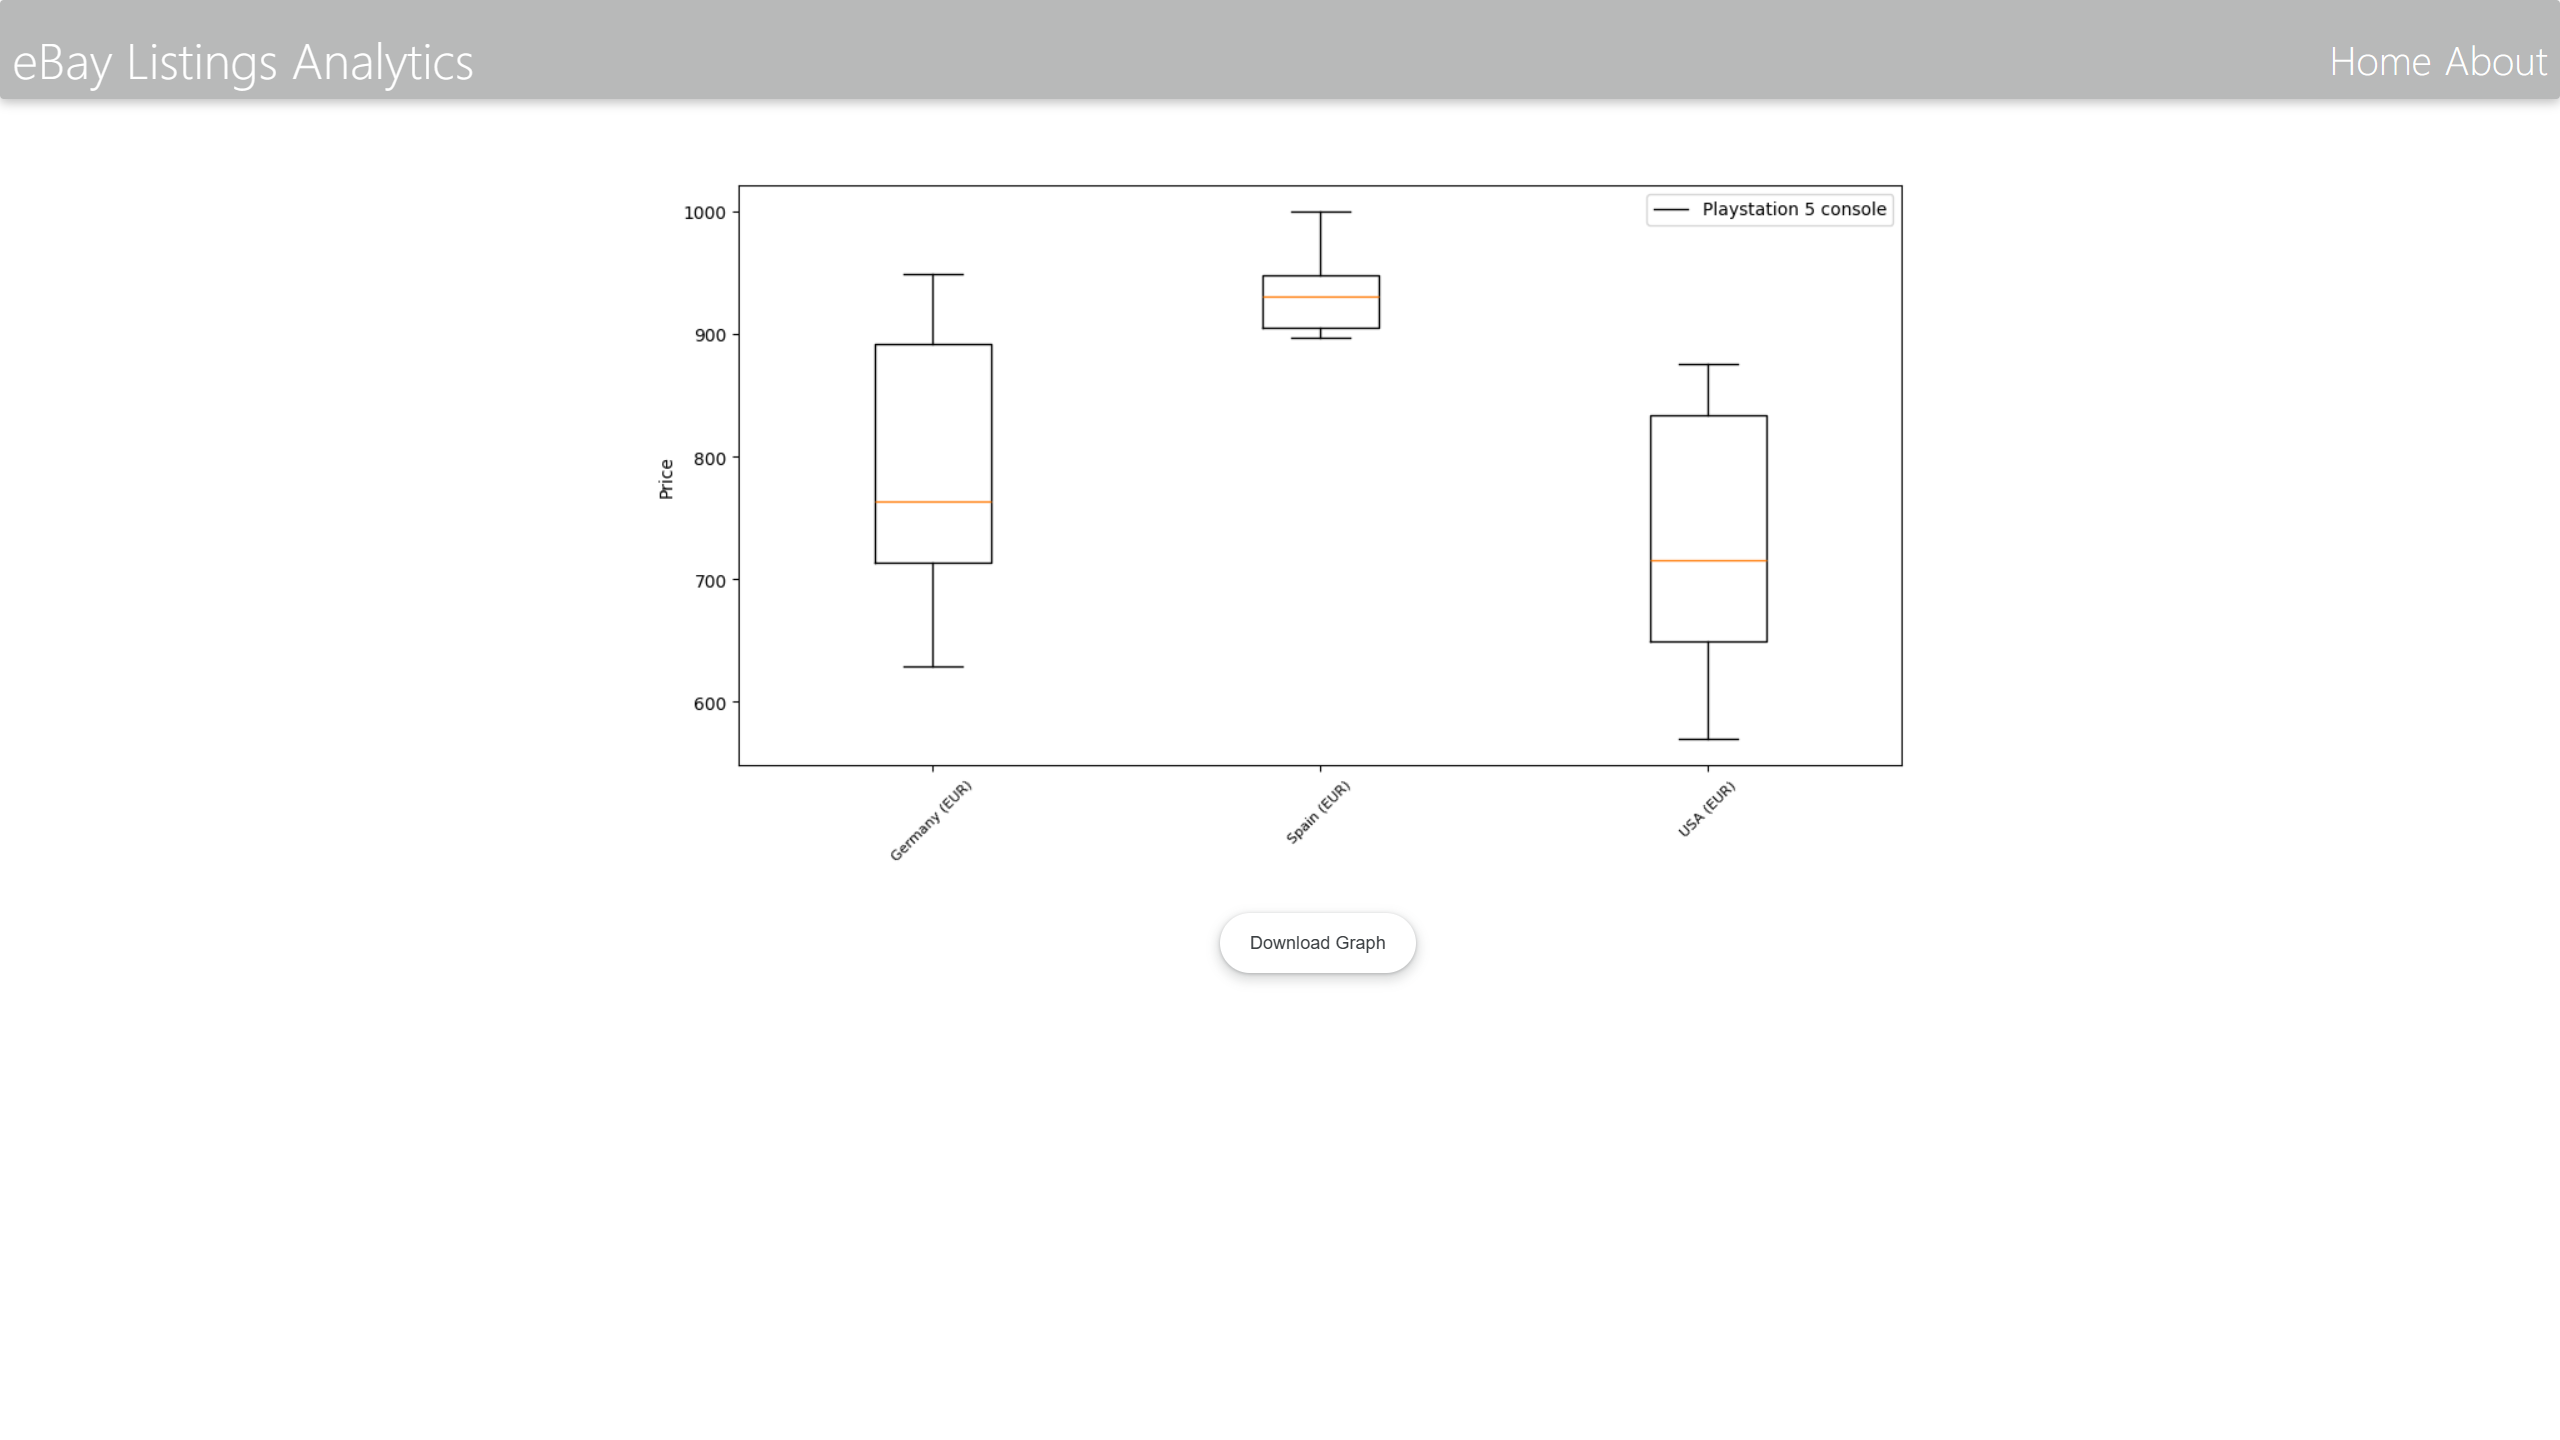 eBay Listings Analytics
Home About
Playstation 5 console
1000
900
800
700
600
Price
Germany (EUR)
Spain (EUR)
USA (EUR)
Download Graph